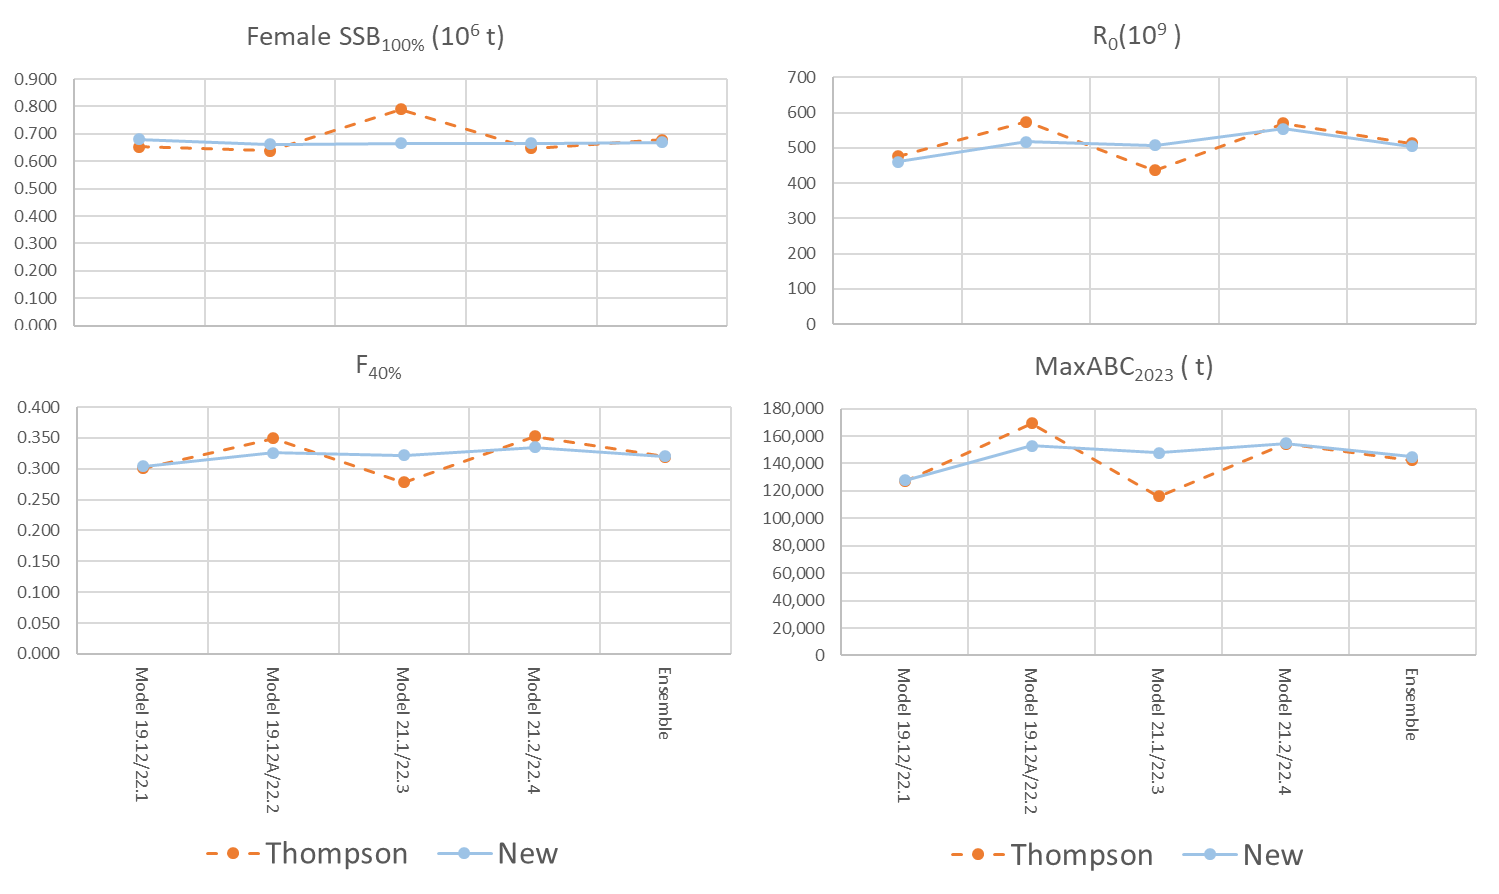 Female SSB100% (10⁶ t)
0.900
0.800
0.700
0.600
0.500
0.400
0.300
0.200
0.100
0.000
R0(10⁹ )
700
600
500
400
300
200
100
0
F40%
0.400
0.350
0.300
0.250
0.200
0.150
0.100
0.050
0.000
Model 19.12/22.1
Model 19.12A/22.2
Model 21.1/22.3
Model 21.2/22.4
Ensemble
Thompson
New
MaxABC2023 ( t)
180,000
160,000
140,000
120,000
100,000
80,000
60,000
40,000
20,000
0
Model 19.12/22.1
Model 19.12A/22.2
Model 21.1/22.3
Model 21.2/22.4
Ensemble
Thompson
New